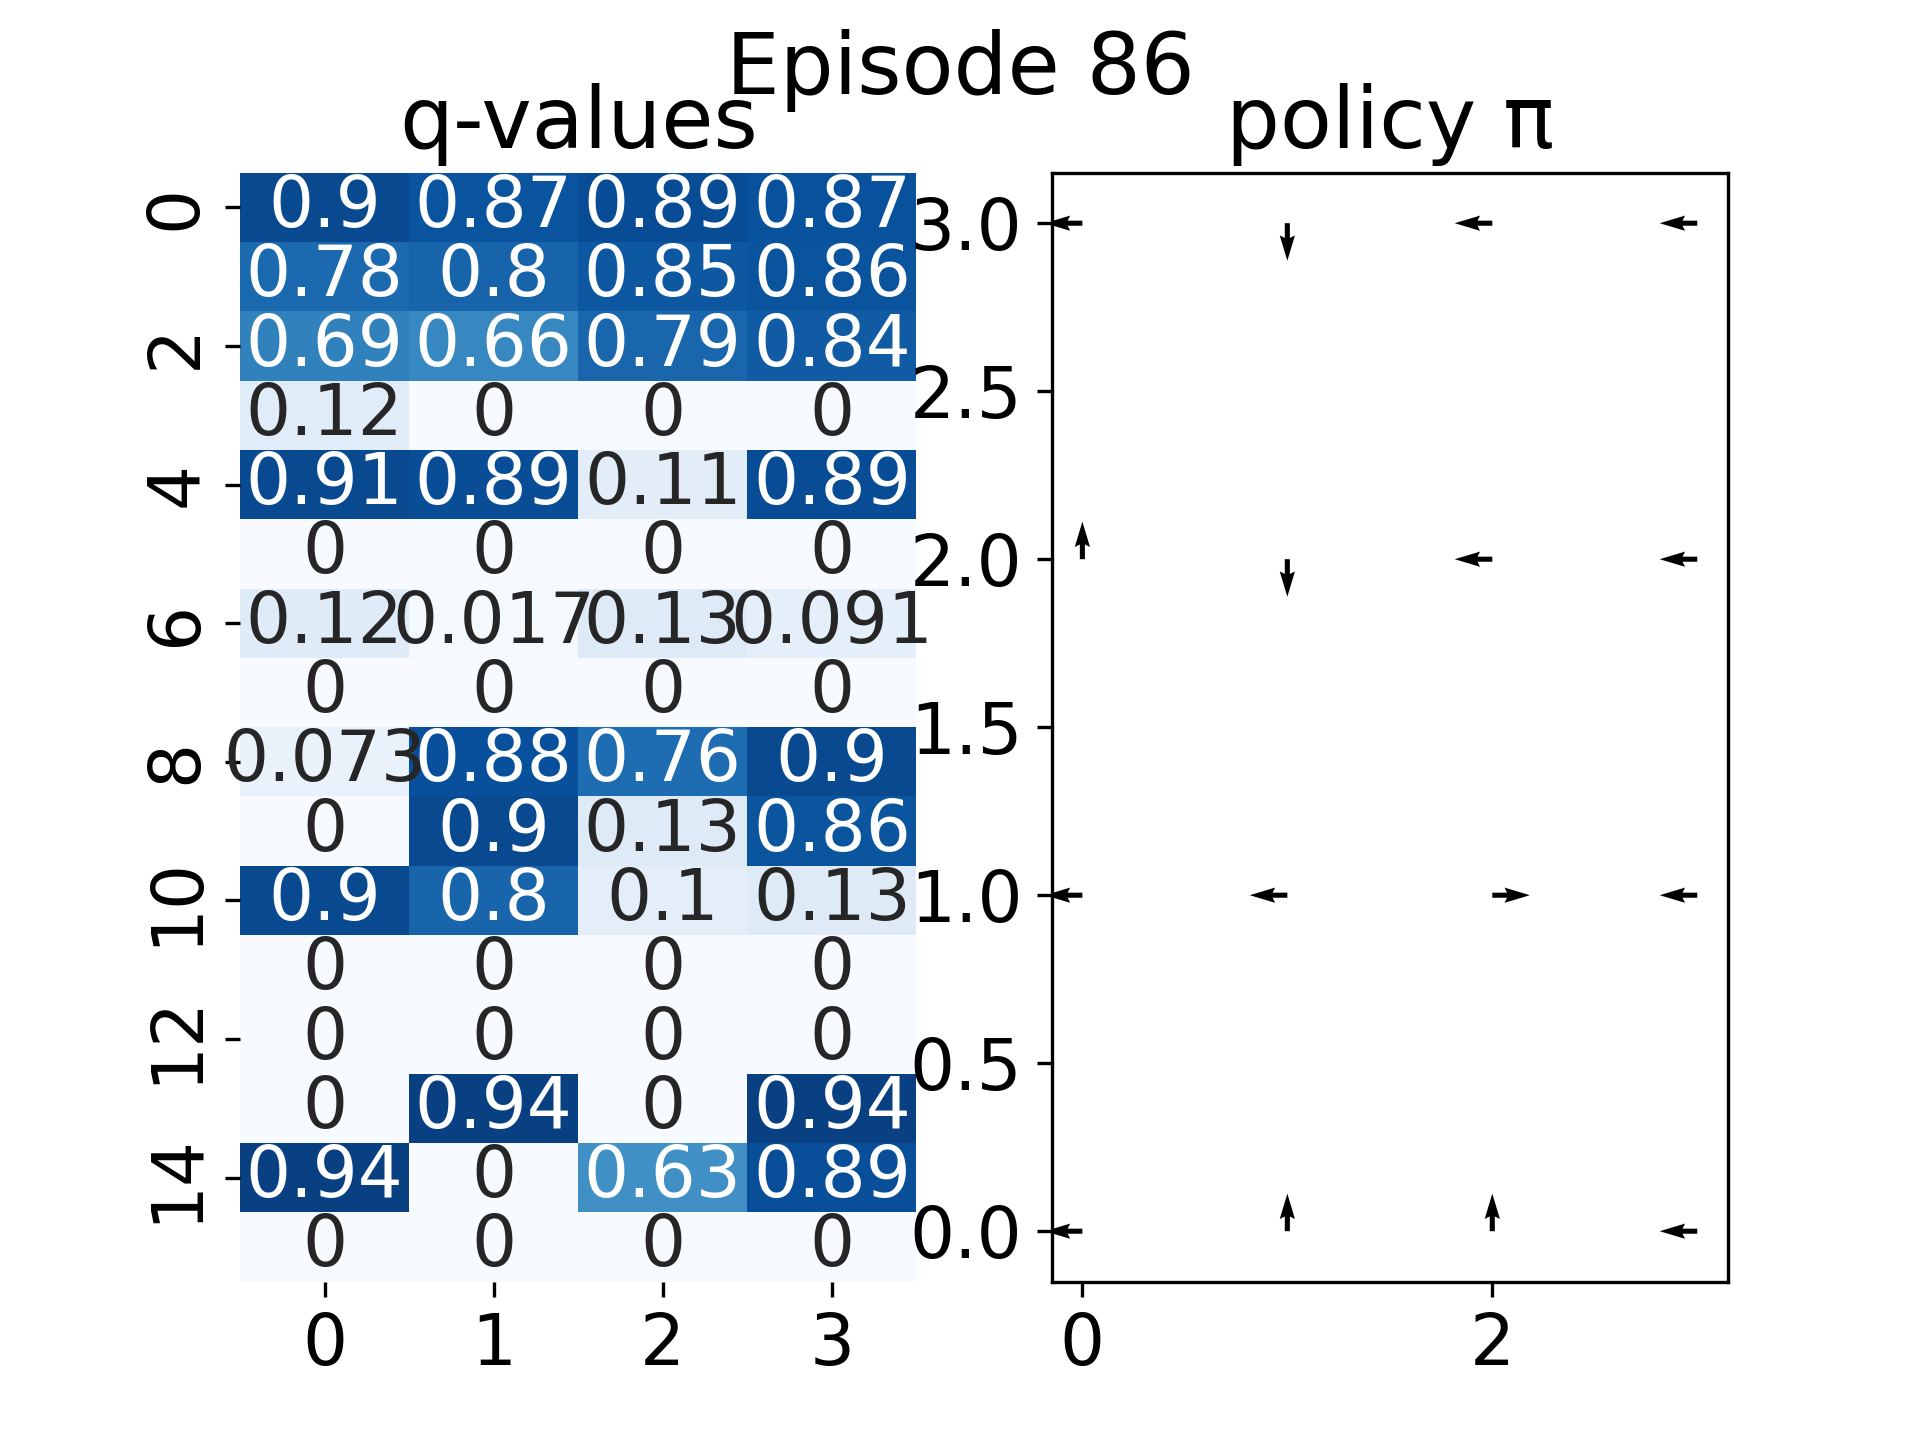 Episode 86
q-values
policy π
0 0.9 0.87 0.89 0.87
0.78 0.8 0.85 0.86
2 0.69 0.66 0.79 0.84
0.12 0 0 0
4 0.91 0.89 0.11 0.89
0 0 0 0
6 0.12 0.017 0.13 0.091
0 0 0 0
8 0.073 0.88 0.76 0.9
0 0.9 0.13 0.86
10 0.9 0.8 0.1 0.13
0 0 0 0
12 0 0 0 0
0 0.94 0 0.94
14 0.94 0 0.63 0.89
0 0 0 0
0 1 2 3
3.0
2.5
2.0
1.5
1.0
0.5
0.0
0 2